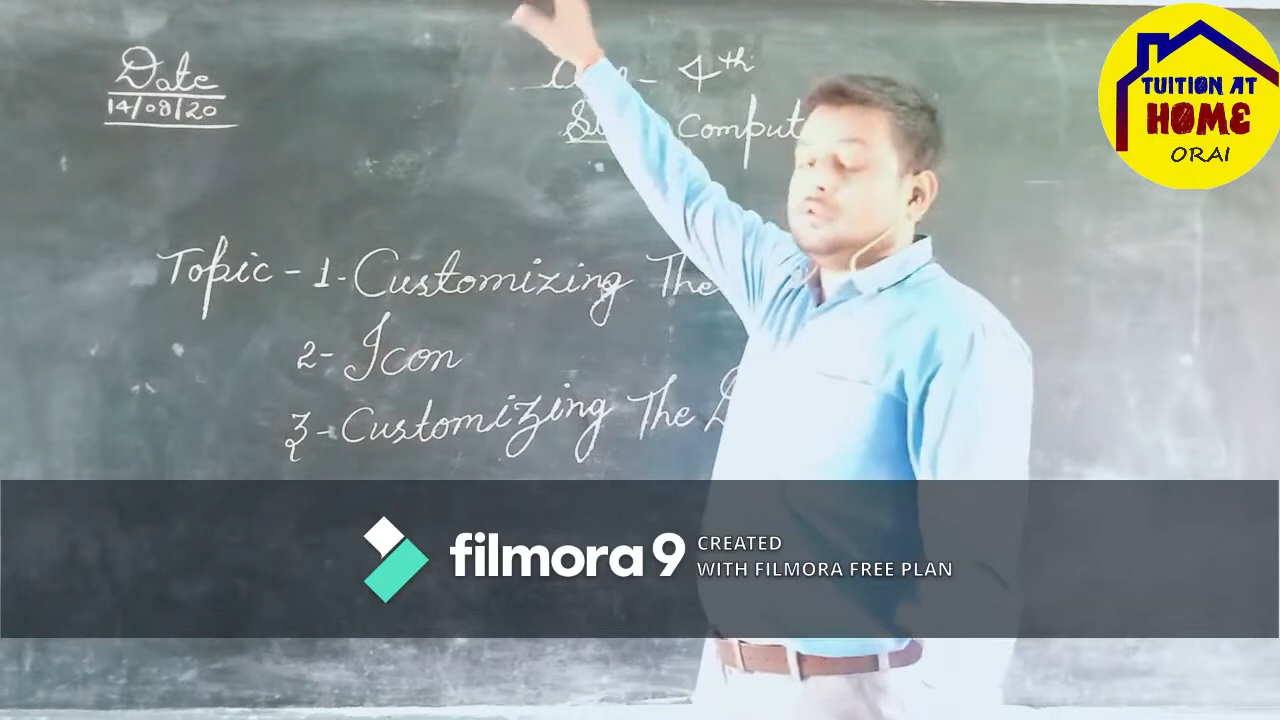 Date
14/09/20
4th
Comput
Topic - 1- Customizing The
2- Icon
3- Customizing The
TUITION AT
HOME
ORAI
filmora 9
CREATED
WITH FILMORA FREE PLAN